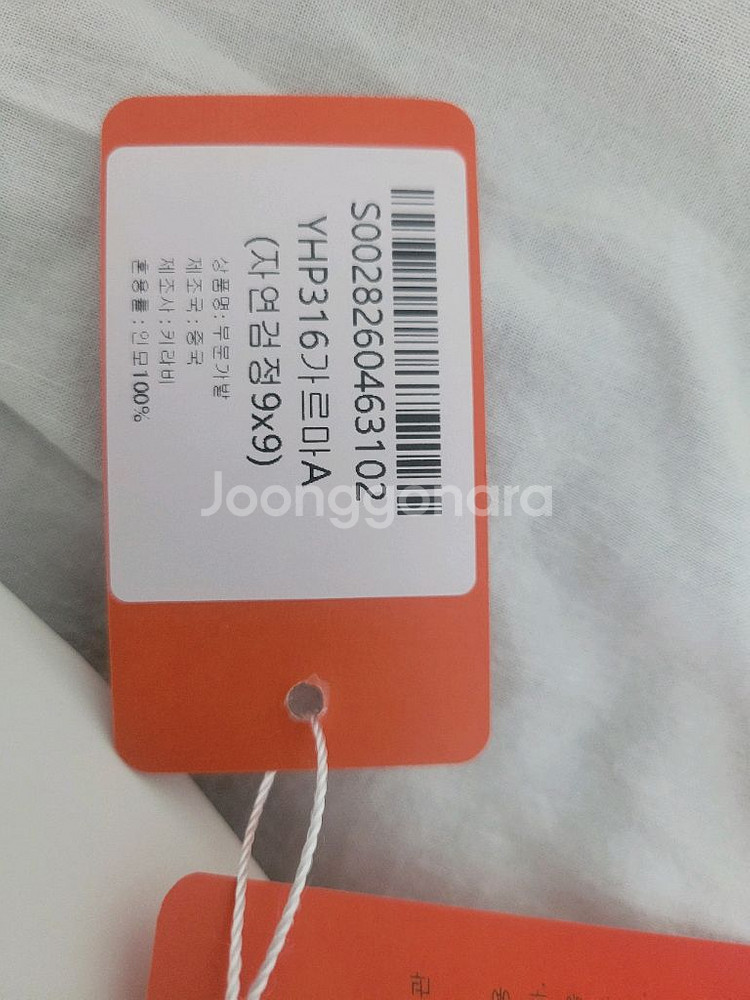 S0028260463102
YHP316가르마A
(자연검정9x9)
상품명:부분가발
제조국:중국
제조사:키라비
혼용률:인모100%
Joonggonara